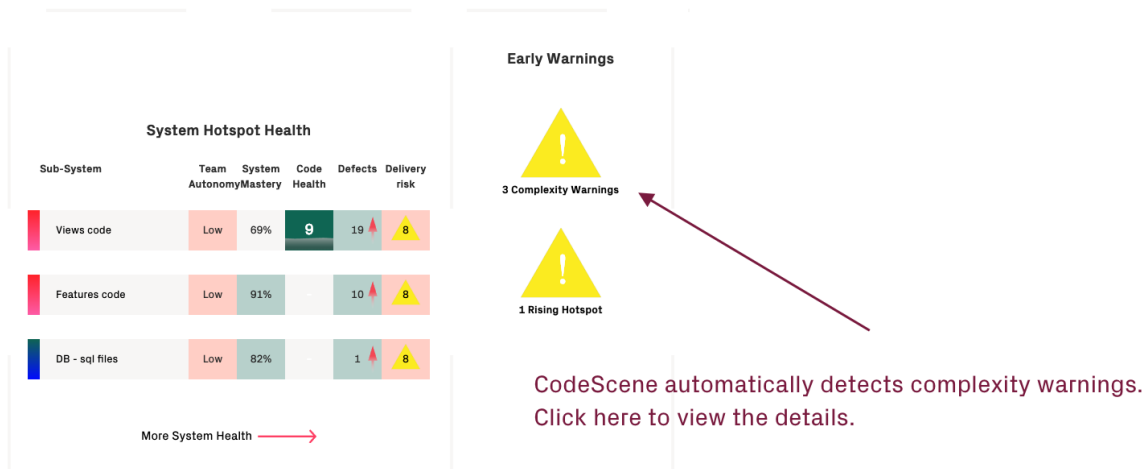 Early Warnings
System Hotspot Health
Sub-System Team Autonomy System Mastery Code Health Defects Delivery risk
Views code Low 69% 9 19 8
Features code Low 91% - 10 8
DB - sql files Low 82% - 1 8
More System Health
!
3 Complexity Warnings
!
1 Rising Hotspot
CodeScene automatically detects complexity warnings.
Click here to view the details.